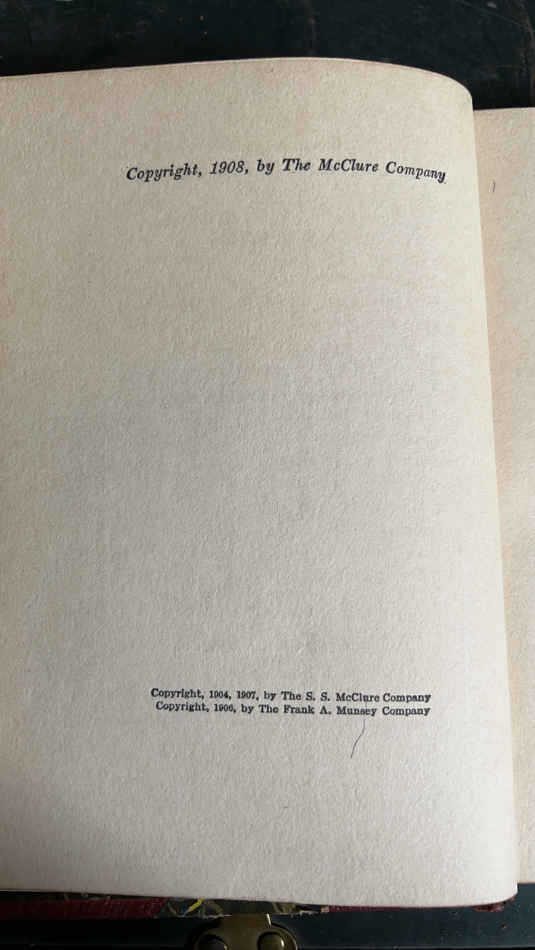 Copyright, 1908, by The McClure Company
Copyright, 1904, 1907, by The S. S. McClure Company
Copyright, 1906, by The Frank A. Munsey Company